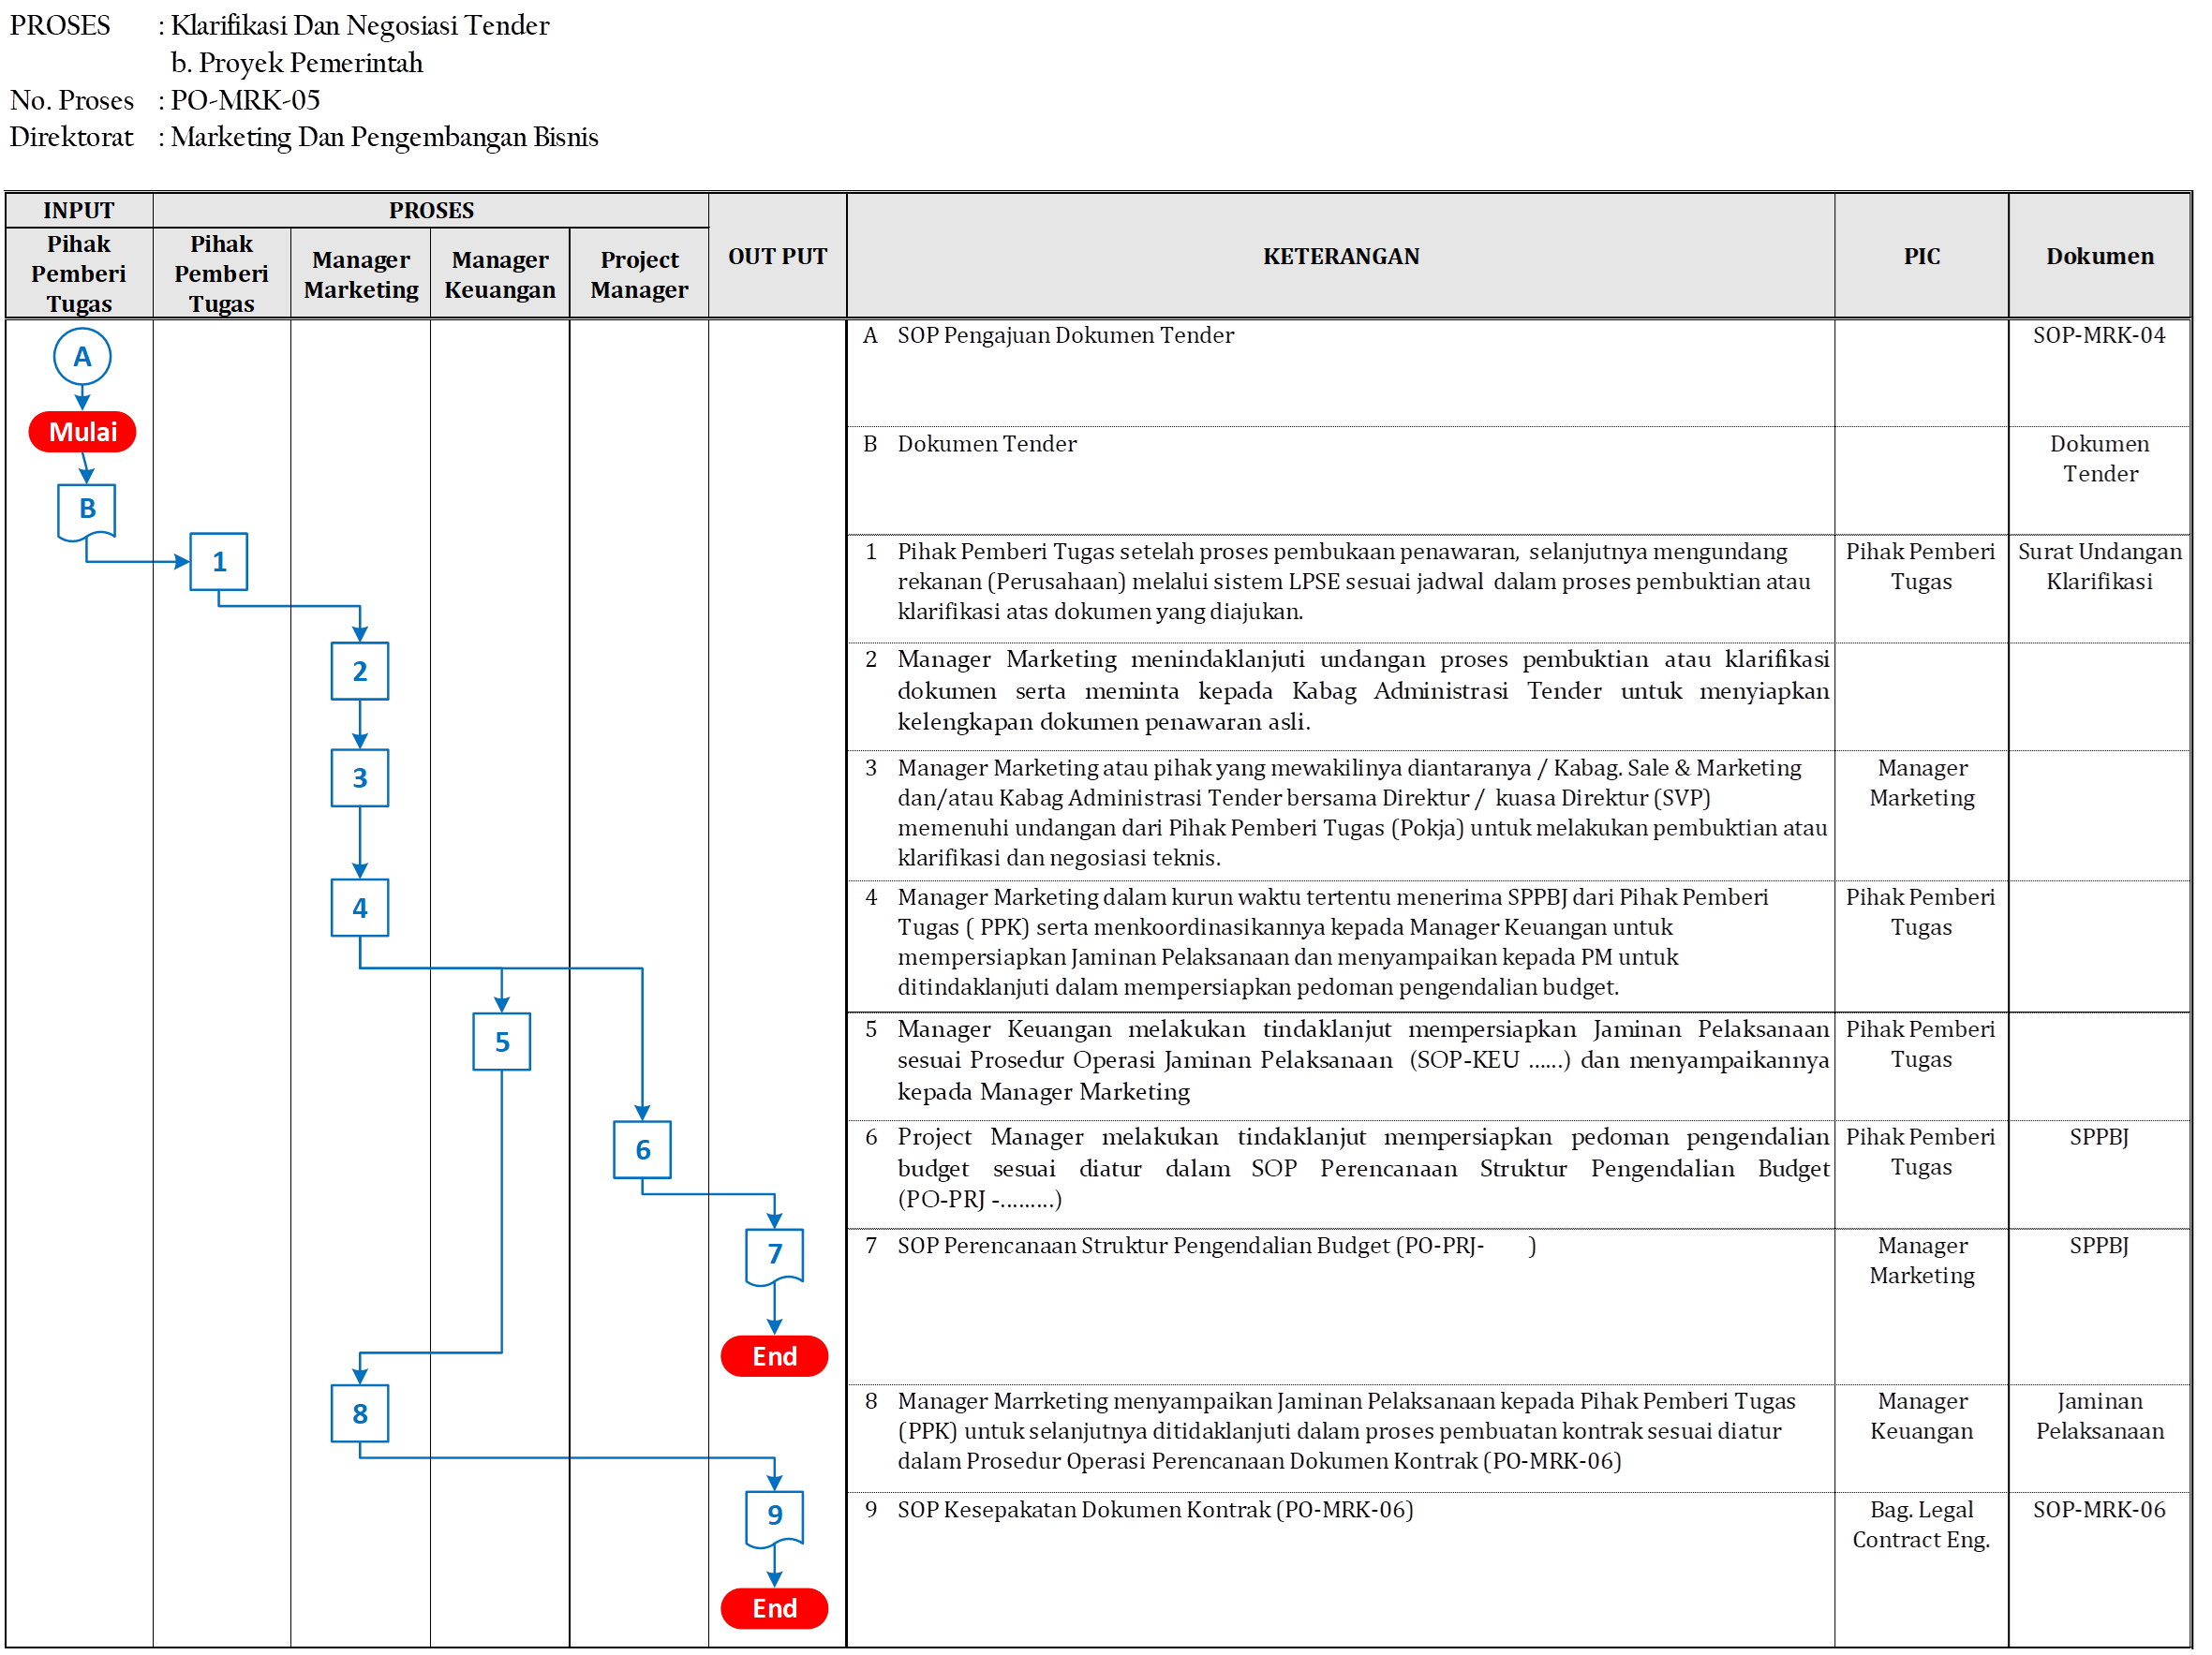 PROSES : Klarifikasi Dan Negosiasi Tender
b. Proyek Pemerintah
No. Proses : PO-MRK-05
Direktorat : Marketing Dan Pengembangan Bisnis
INPUT PROSES OUT PUT KETERANGAN PIC Dokumen
Pihak Pemberi Tugas
Pihak Pemberi Tugas
Manager Marketing
Manager Keuangan
Project Manager
A
Mulai
B
1
2
3
4
5
6
7
End
8
9
End
A SOP Pengajuan Dokumen Tender SOP-MRK-04
B Dokumen Tender Dokumen
Tender
1 Pihak Pemberi Tugas setelah proses pembukaan penawaran, selanjutnya mengundang Pihak Pemberi Surat Undangan
rekanan (Perusahaan) melalui sistem LPSE sesuai jadwal dalam proses pembuktian atau Tugas Klarifikasi
klarifikasi atas dokumen yang diajukan.
2 Manager Marketing menindaklanjuti undangan proses pembuktian atau klarifikasi
dokumen serta meminta kepada Kabag Administrasi Tender untuk menyiapkan
kelengkapan dokumen penawaran asli.
3 Manager Marketing atau pihak yang mewakilinya diantaranya / Kabag. Sale & Marketing Manager
dan/atau Kabag Administrasi Tender bersama Direktur / kuasa Direktur (SVP) Marketing
memenuhi undangan dari Pihak Pemberi Tugas (Pokja) untuk melakukan pembuktian atau
klarifikasi dan negosiasi teknis.
4 Manager Marketing dalam kurun waktu tertentu menerima SPPBJ dari Pihak Pemberi Pihak Pemberi
Tugas ( PPK) serta menkoordinasikannya kepada Manager Keuangan untuk Tugas
mempersiapkan Jaminan Pelaksanaan dan menyampaikan kepada PM untuk
ditindaklanjuti dalam mempersiapkan pedoman pengendalian budget.
5 Manager Keuangan melakukan tindaklanjut mempersiapkan Jaminan Pelaksanaan Pihak Pemberi
sesuai Prosedur Operasi Jaminan Pelaksanaan (SOP-KEU ......) dan menyampaikannya Tugas
kepada Manager Marketing
6 Project Manager melakukan tindaklanjut mempersiapkan pedoman pengendalian Pihak Pemberi SPPBJ
budget sesuai diatur dalam SOP Perencanaan Struktur Pengendalian Budget Tugas
(PO-PRJ -.........)
7 SOP Perencanaan Struktur Pengendalian Budget (PO-PRJ- ) Manager SPPBJ
Marketing
8 Manager Marrketing menyampaikan Jaminan Pelaksanaan kepada Pihak Pemberi Tugas Manager Jaminan
(PPK) untuk selanjutnya ditidaklanjuti dalam proses pembuatan kontrak sesuai diatur Keuangan Pelaksanaan
dalam Prosedur Operasi Perencanaan Dokumen Kontrak (PO-MRK-06)
9 SOP Kesepakatan Dokumen Kontrak (PO-MRK-06) Bag. Legal SOP-MRK-06
Contract Eng.